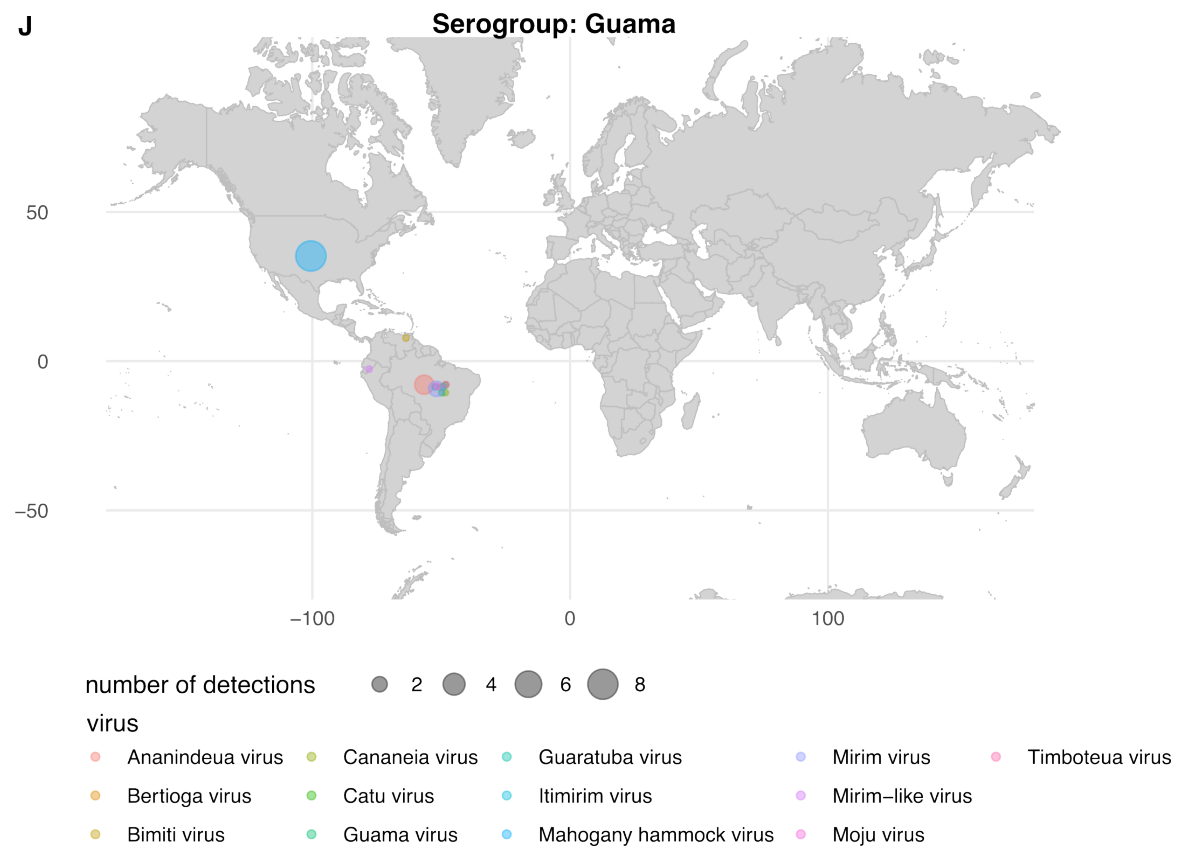 J
Serogroup: Guama
50
0
−50
−100 0 100
number of detections 2 4 6 8
virus
Ananindeua virus Cananeia virus Guaratuba virus Mirim virus Timboteua virus
Bertioga virus Catu virus Itimirim virus Mirim−like virus
Bimiti virus Guama virus Mahogany hammock virus Moju virus